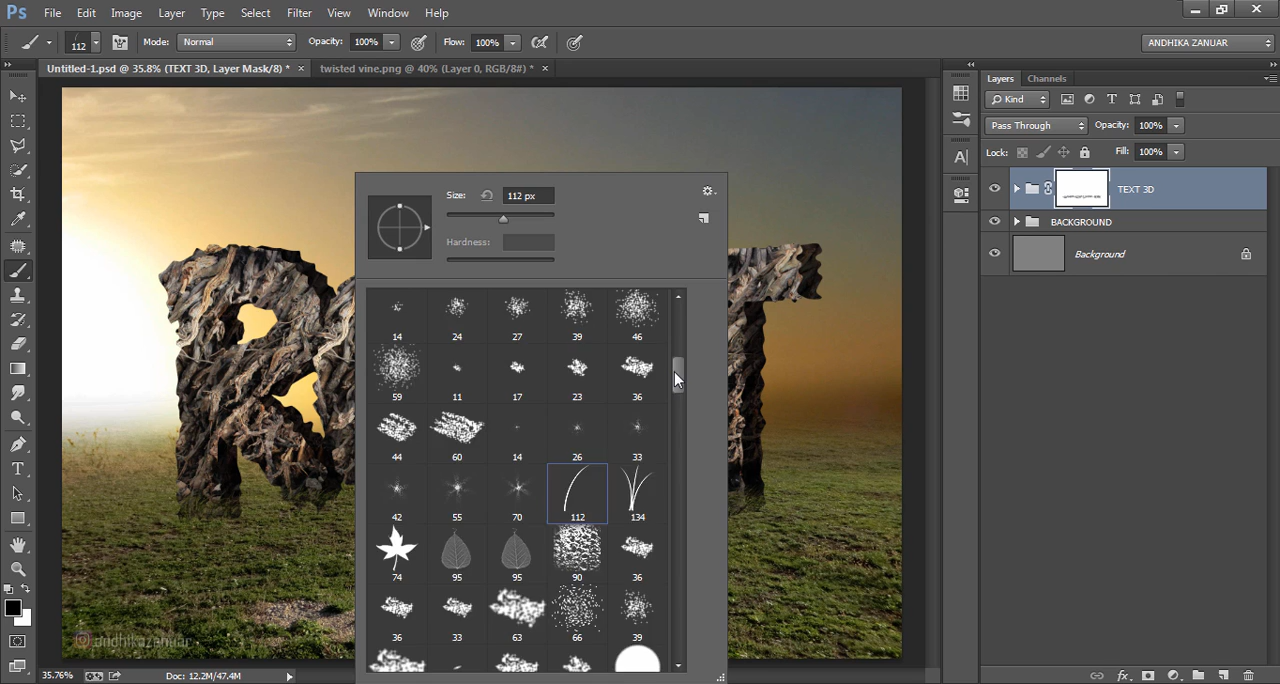 Ps File Edit Image Layer Type Select Filter View Window Help
112 Mode: Normal Opacity: 100% Flow: 100% ANDHIKA ZANUAR
Untitled-1.psd @ 35.8% (TEXT 3D, Layer Mask/8) * × twisted vine.png @ 40% (Layer 0, RGB/8#) * ×
Layers Channels
Kind
Pass Through Opacity: 100%
Lock: Fill: 100%
TEXT 3D
BACKGROUND
Background
Size: 112 px
Hardness:
14 24 27 39 46
59 11 17 23 36
44 60 14 26 33
42 55 70 112 134
74 95 95 90 36
36 33 63 66 39
R T
andhikazanuar
35.76% Doc: 12.2M/47.4M